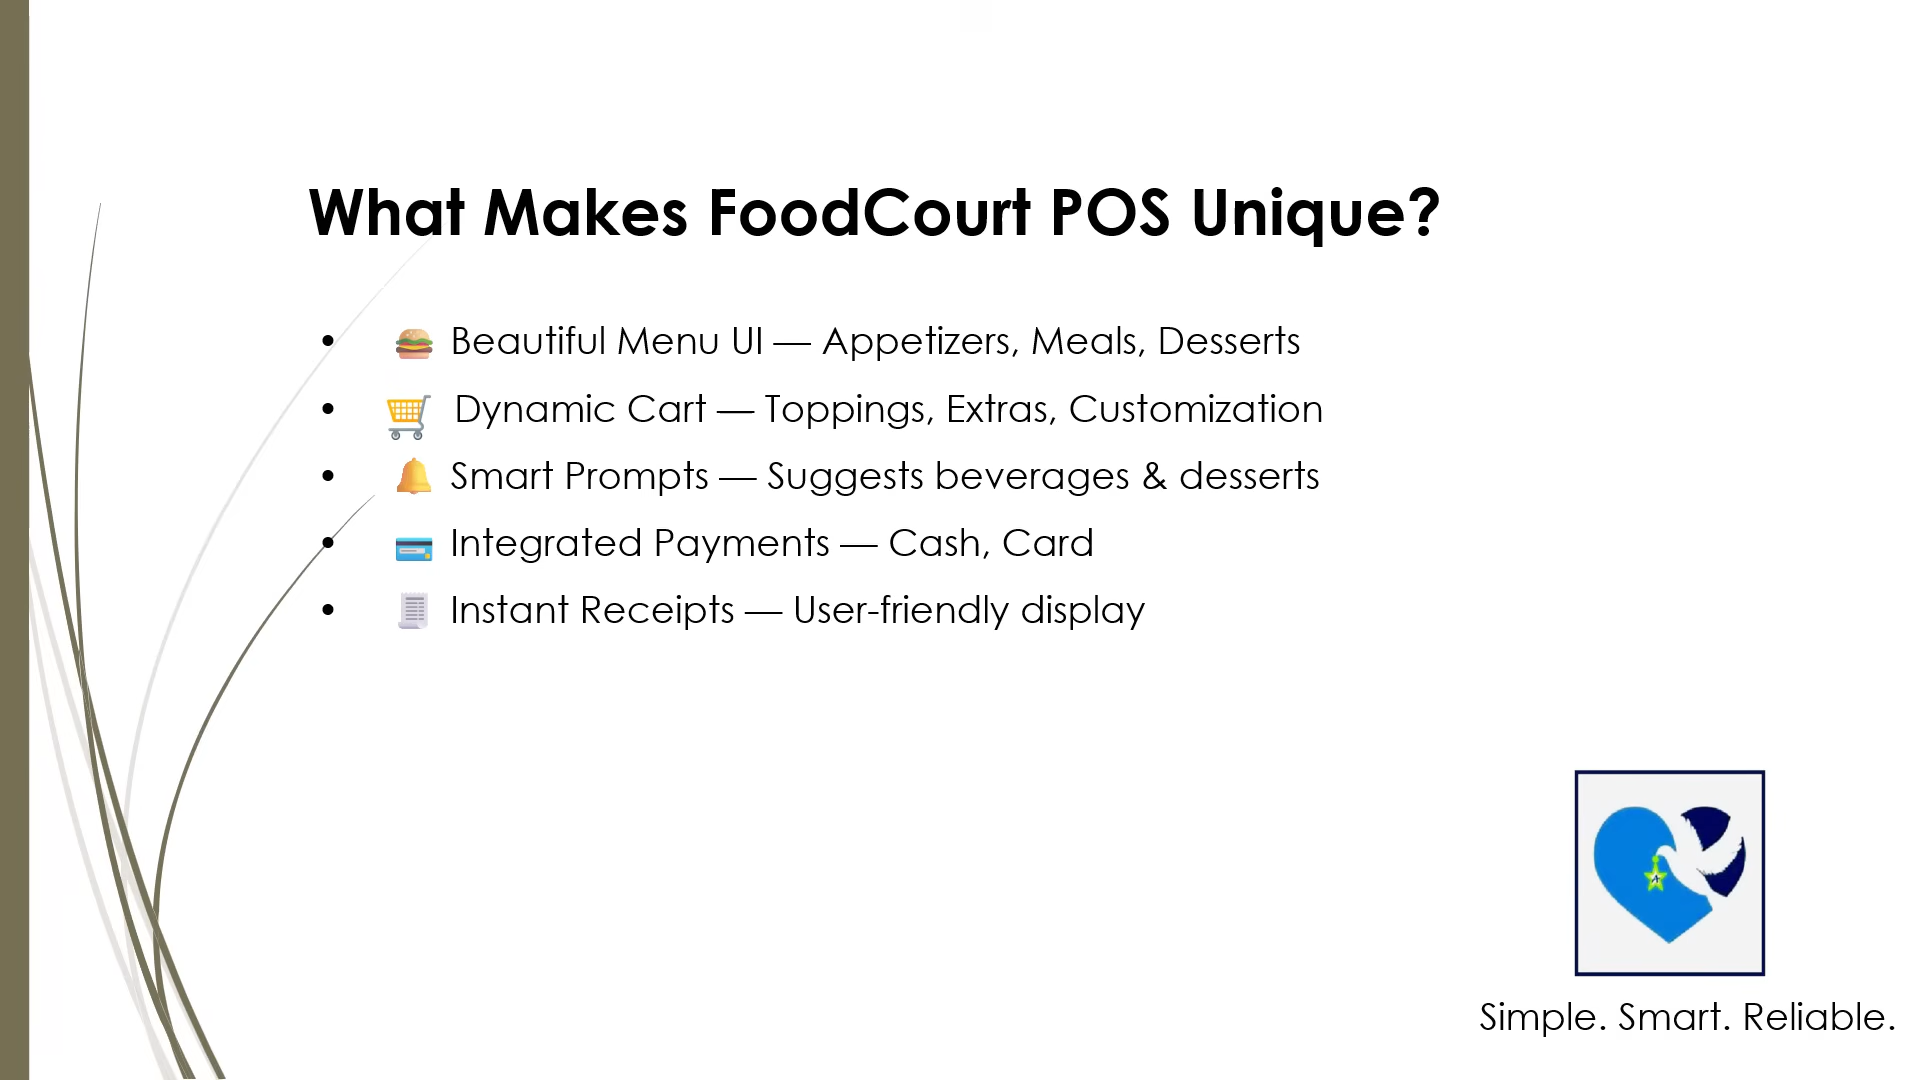 What Makes FoodCourt POS Unique?
• 🍔 Beautiful Menu UI — Appetizers, Meals, Desserts
• 🛒 Dynamic Cart — Toppings, Extras, Customization
• 🔔 Smart Prompts — Suggests beverages & desserts
• 💳 Integrated Payments — Cash, Card
• 🧾 Instant Receipts — User-friendly display
Simple. Smart. Reliable.